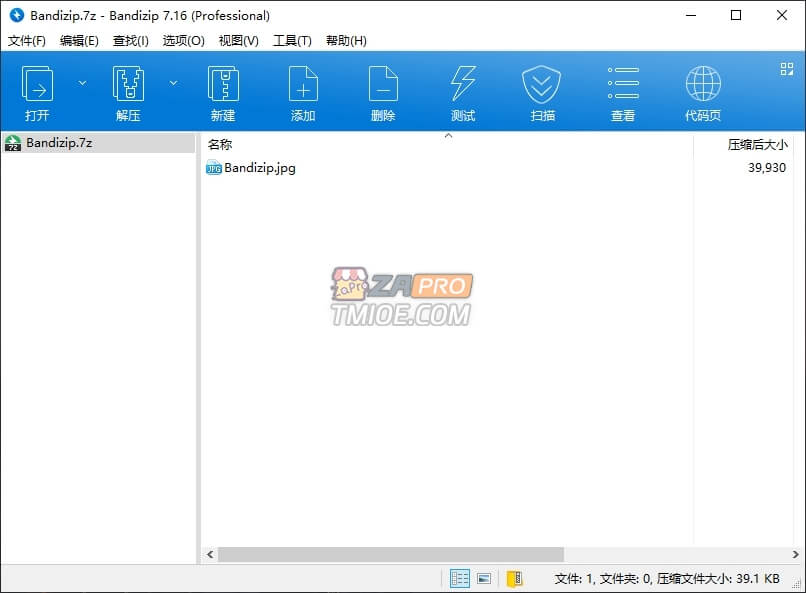 Bandizip.7z - Bandizip 7.16 (Professional)
文件(F) 编辑(E) 查找(I) 选项(O) 视图(V) 工具(T) 帮助(H)
打开 解压 新建 添加 删除 测试 扫描 查看 代码页
7Z Bandizip.7z
名称 压缩后大小
JPG Bandizip.jpg 39,930
ZaPro ZAPRO
TMIOE.COM
文件: 1, 文件夹: 0, 压缩文件大小: 39.1 KB